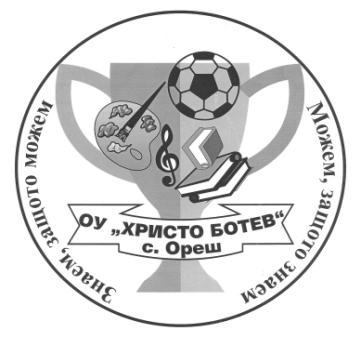 Знаем, защото можем
Можем, защото знаем
ОУ „ХРИСТО БОТЕВ“
с. Ореш